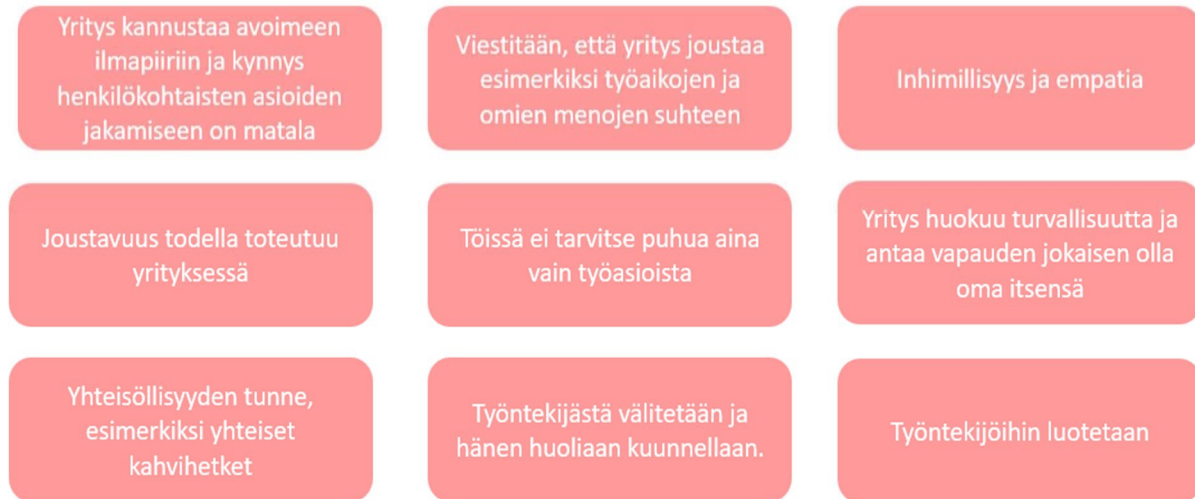 Yritys kannustaa avoimeen
ilmapiiriin ja kynnys
henkilökohtaisten asioiden
jakamiseen on matala
Viestitään, että yritys joustaa
esimerkiksi työaikojen ja
omien menojen suhteen
Inhimillisyys ja empatia
Joustavuus todella toteutuu
yrityksessä
Töissä ei tarvitse puhua aina
vain työasioista
Yritys huokuu turvallisuutta ja
antaa vapauden jokaisen olla
oma itsensä
Yhteisöllisyyden tunne,
esimerkiksi yhteiset
kahvihetket
Työntekijästä välitetään ja
hänen huoliaan kuunnellaan.
Työntekijöihin luotetaan